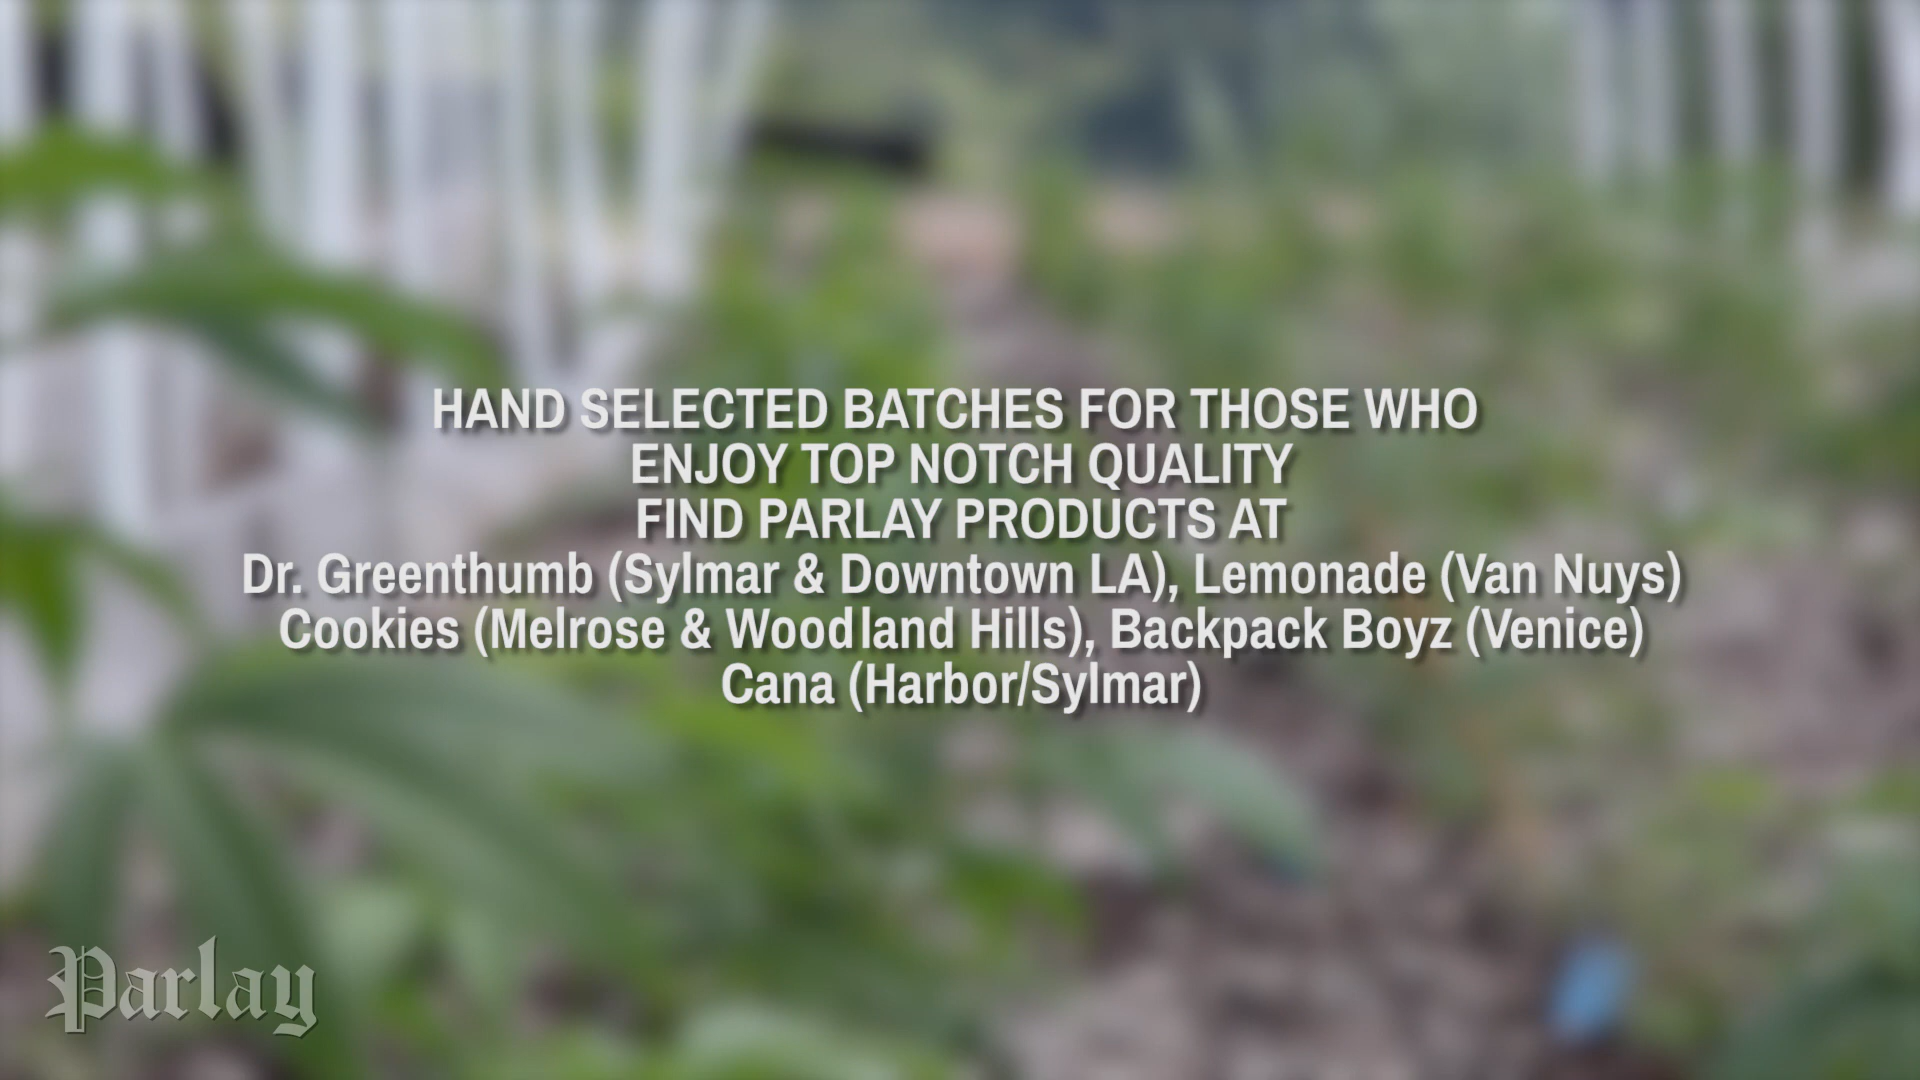 HAND SELECTED BATCHES FOR THOSE WHO
ENJOY TOP NOTCH QUALITY
FIND PARLAY PRODUCTS AT
Dr. Greenthumb (Sylmar & Downtown LA), Lemonade (Van Nuys)
Cookies (Melrose & Woodland Hills), Backpack Boyz (Venice)
Cana (Harbor/Sylmar)
Parlay